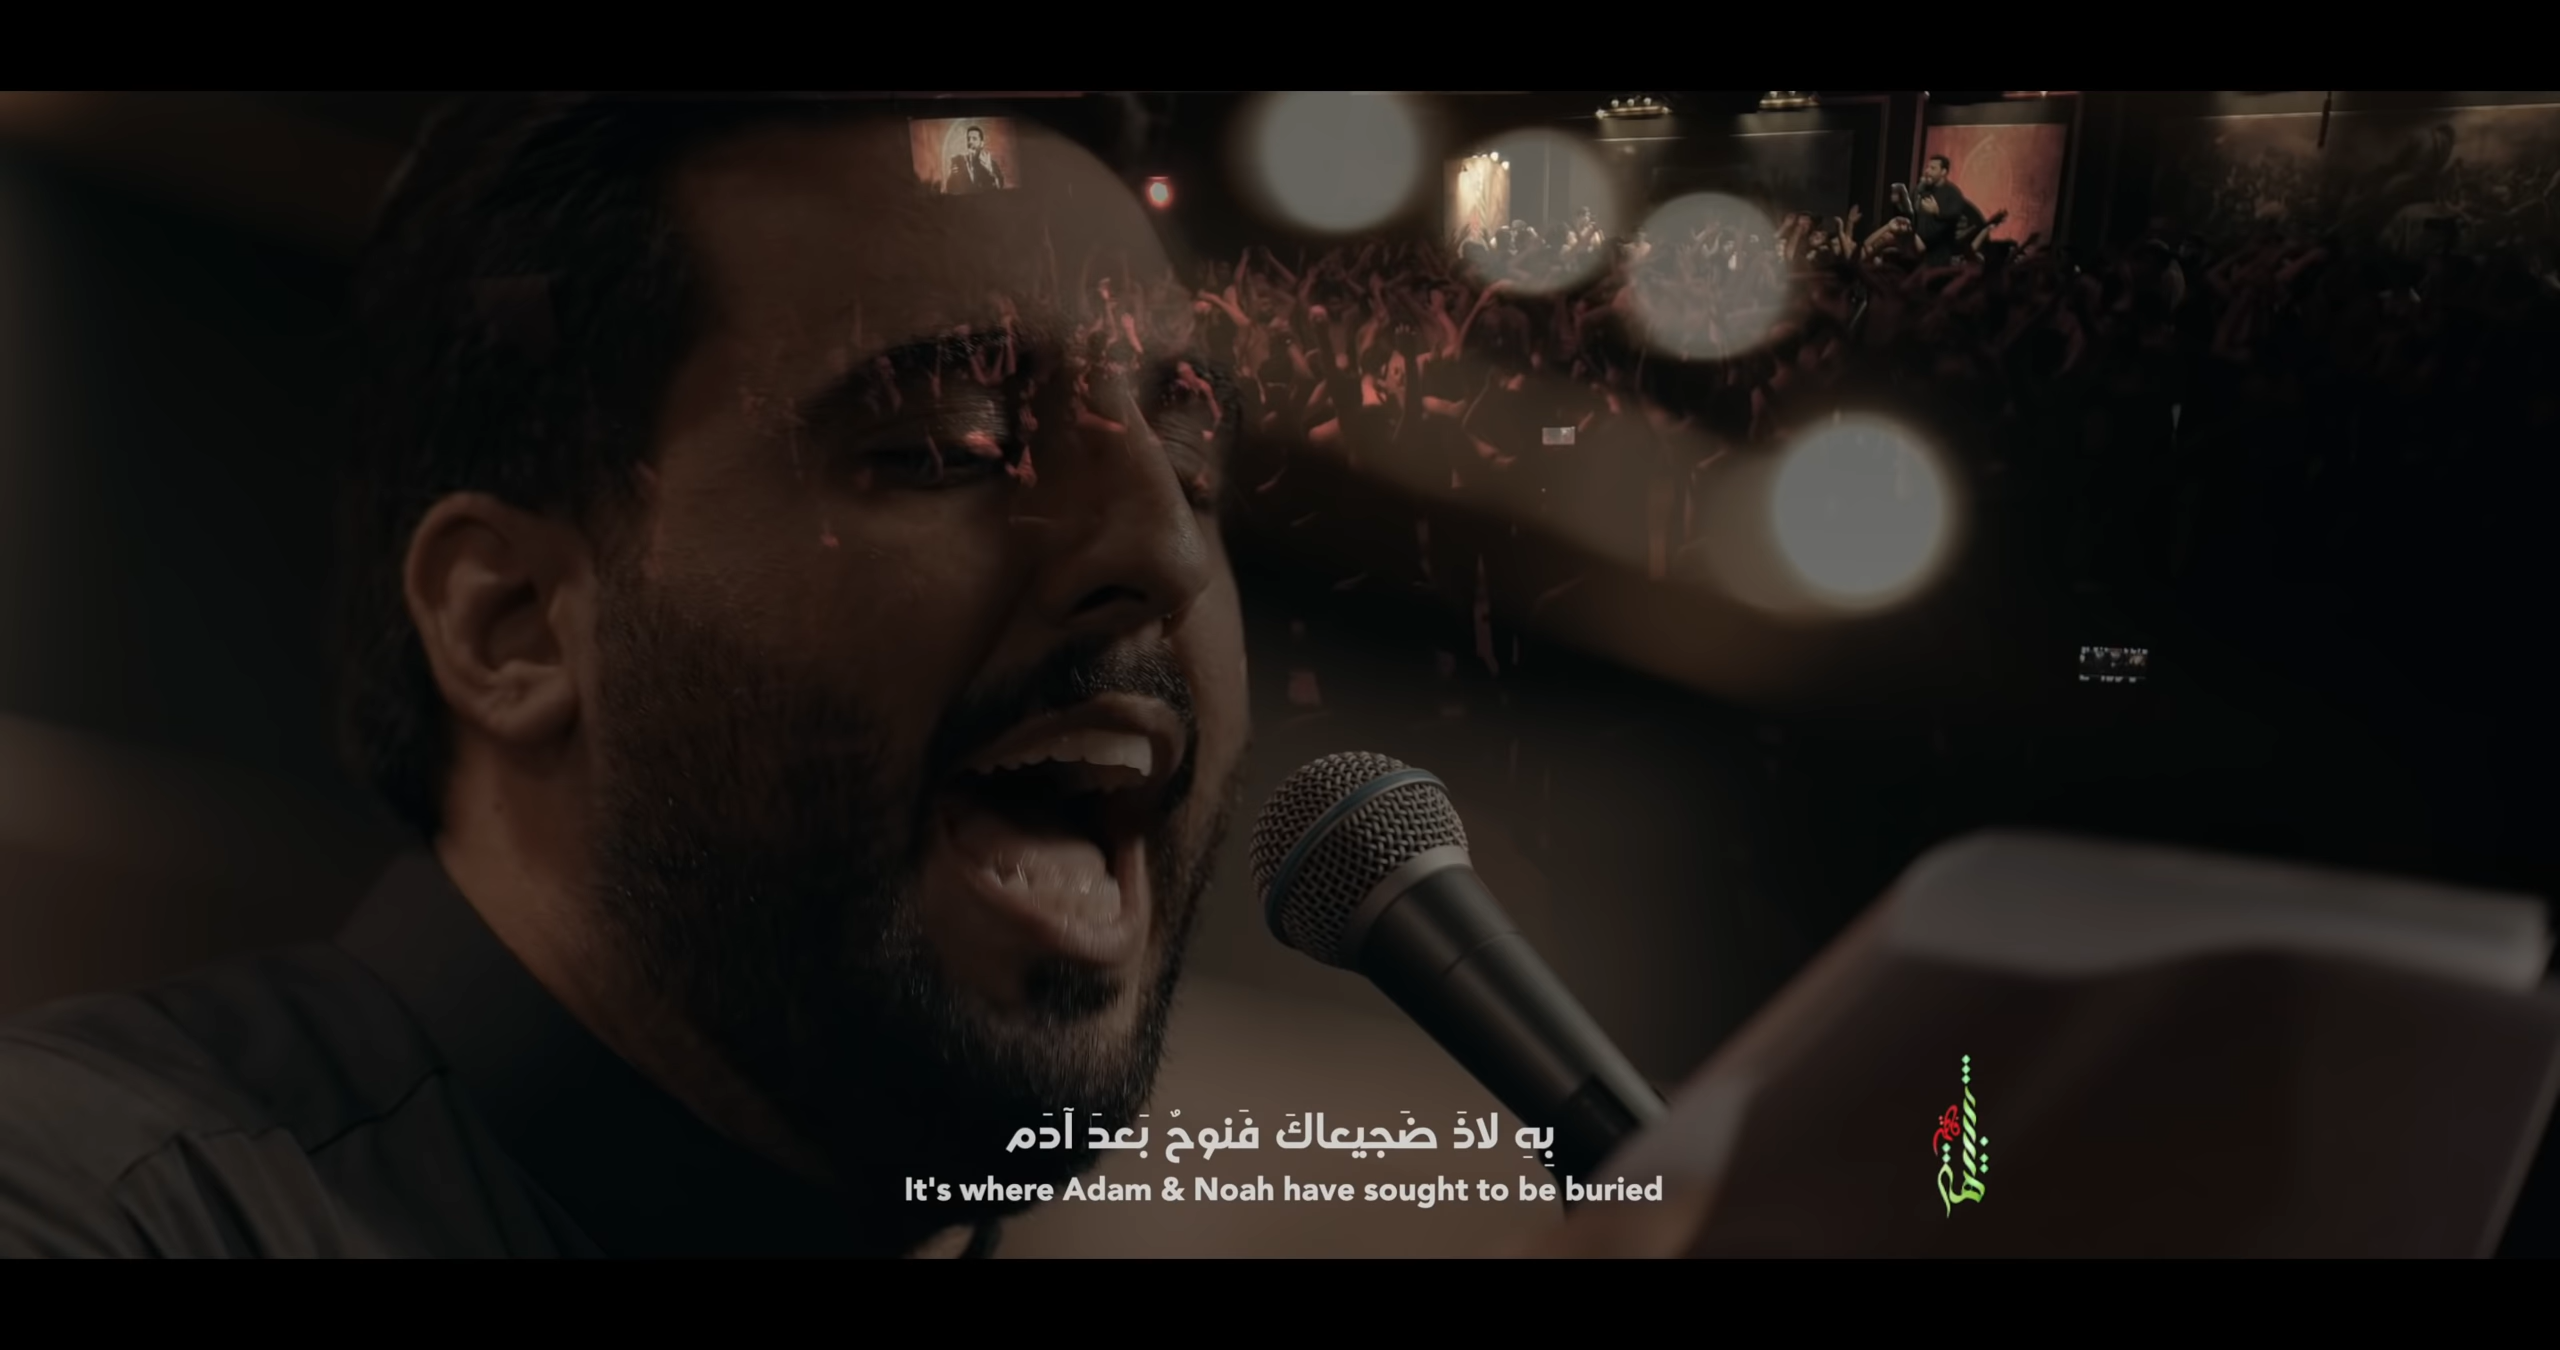 بِهِ لاذَ ضَجيعاكَ فَنوحٌ بَعدَ آدَم
It's where Adam & Noah have sought to be buried